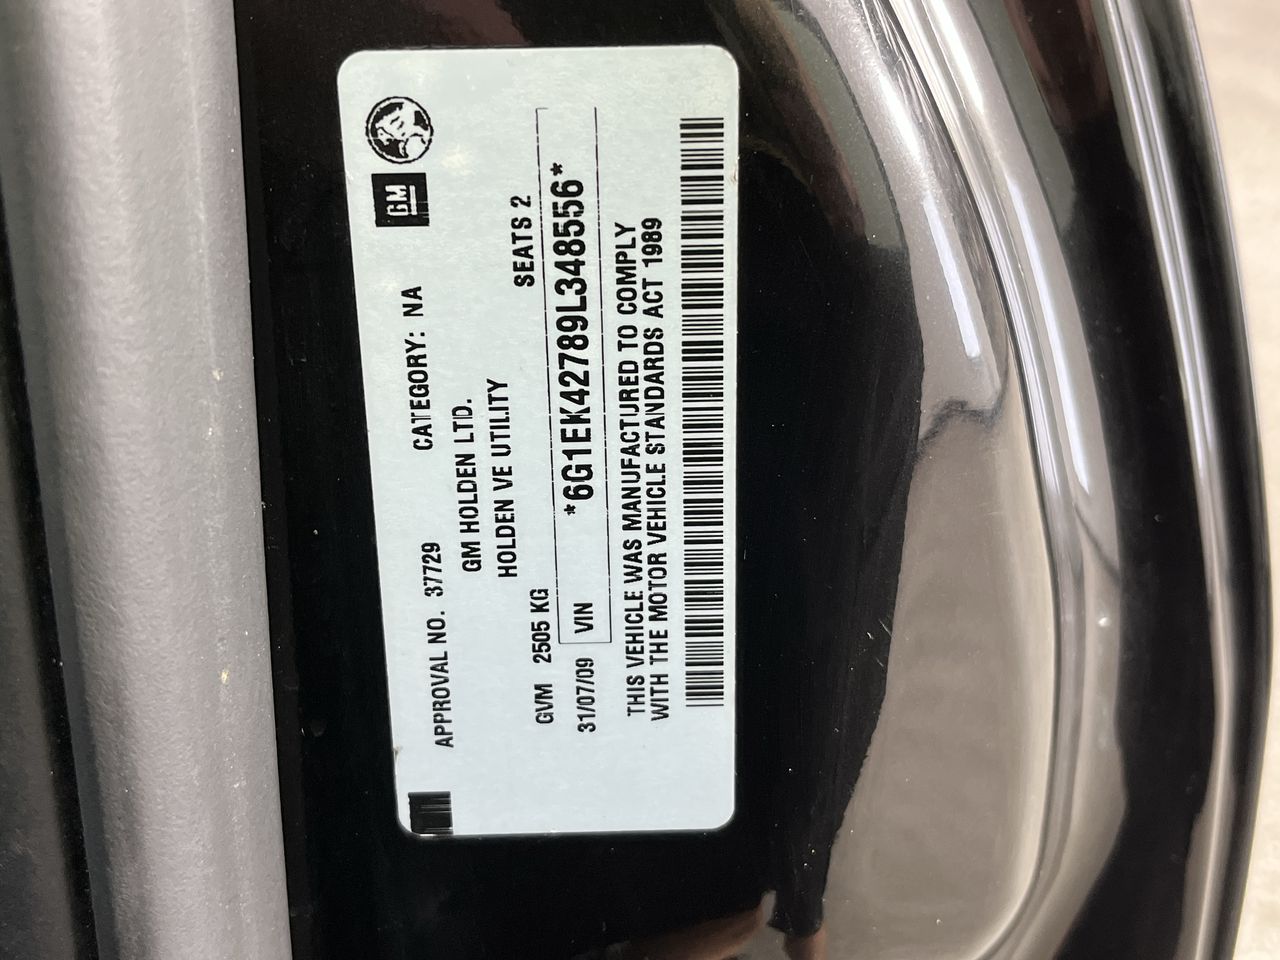 GM
APPROVAL NO. 37729 CATEGORY: NA
GM HOLDEN LTD.
HOLDEN VE UTILITY
GVM 2505 KG SEATS 2
31/07/09 VIN *6G1EK42789L348556*
THIS VEHICLE WAS MANUFACTURED TO COMPLY
WITH THE MOTOR VEHICLE STANDARDS ACT 1989